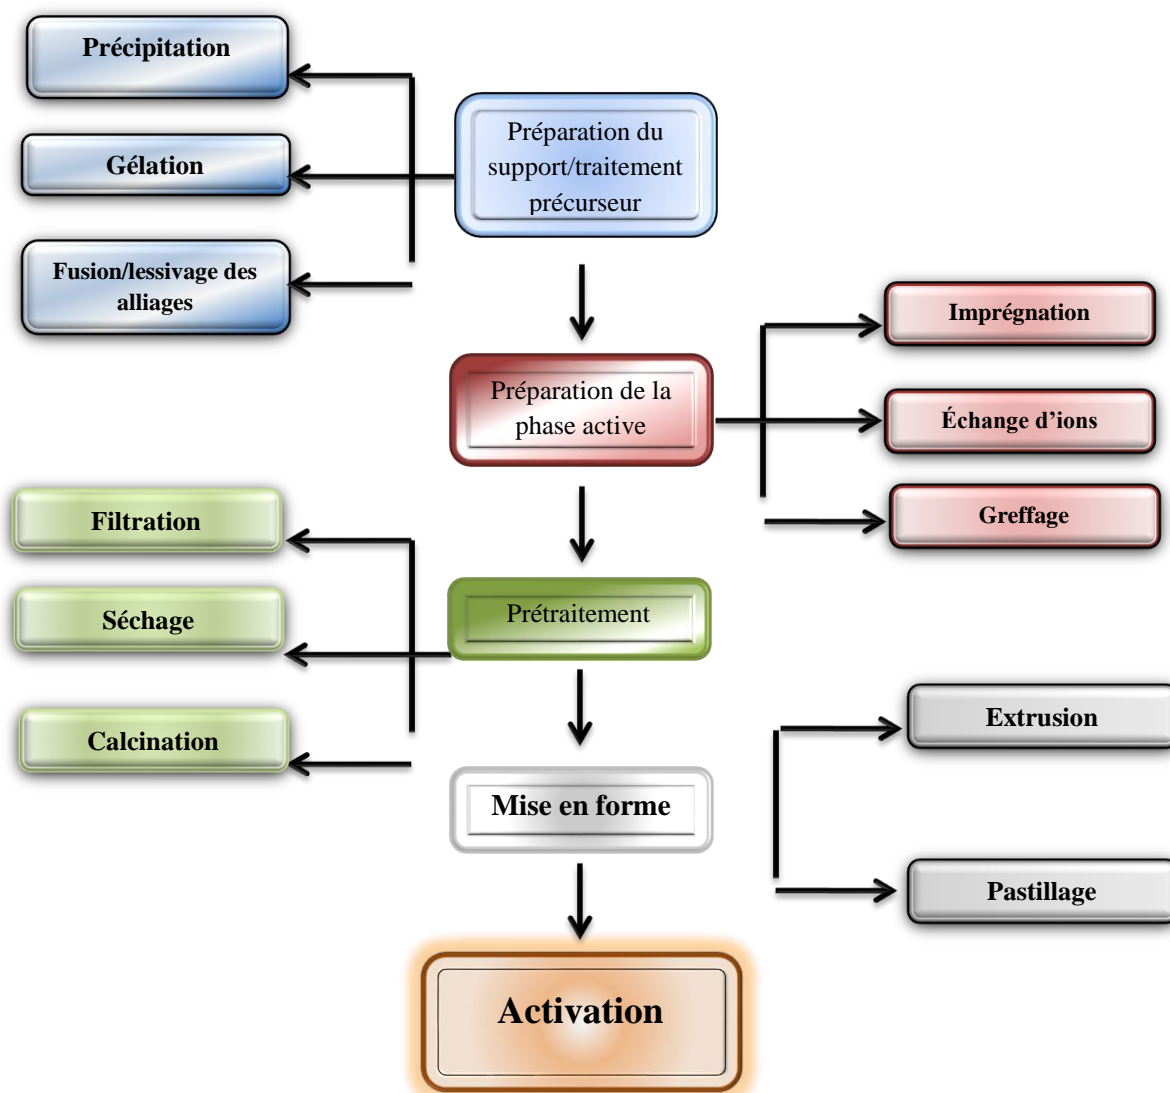 Précipitation
Préparation du
support/traitement
précurseur
Gélation
Fusion/lessivage des
alliages
Imprégnation
Préparation de la
phase active
Échange d’ions
Greffage
Filtration
Prétraitement
Séchage
Calcination
Extrusion
Mise en forme
Pastillage
Activation